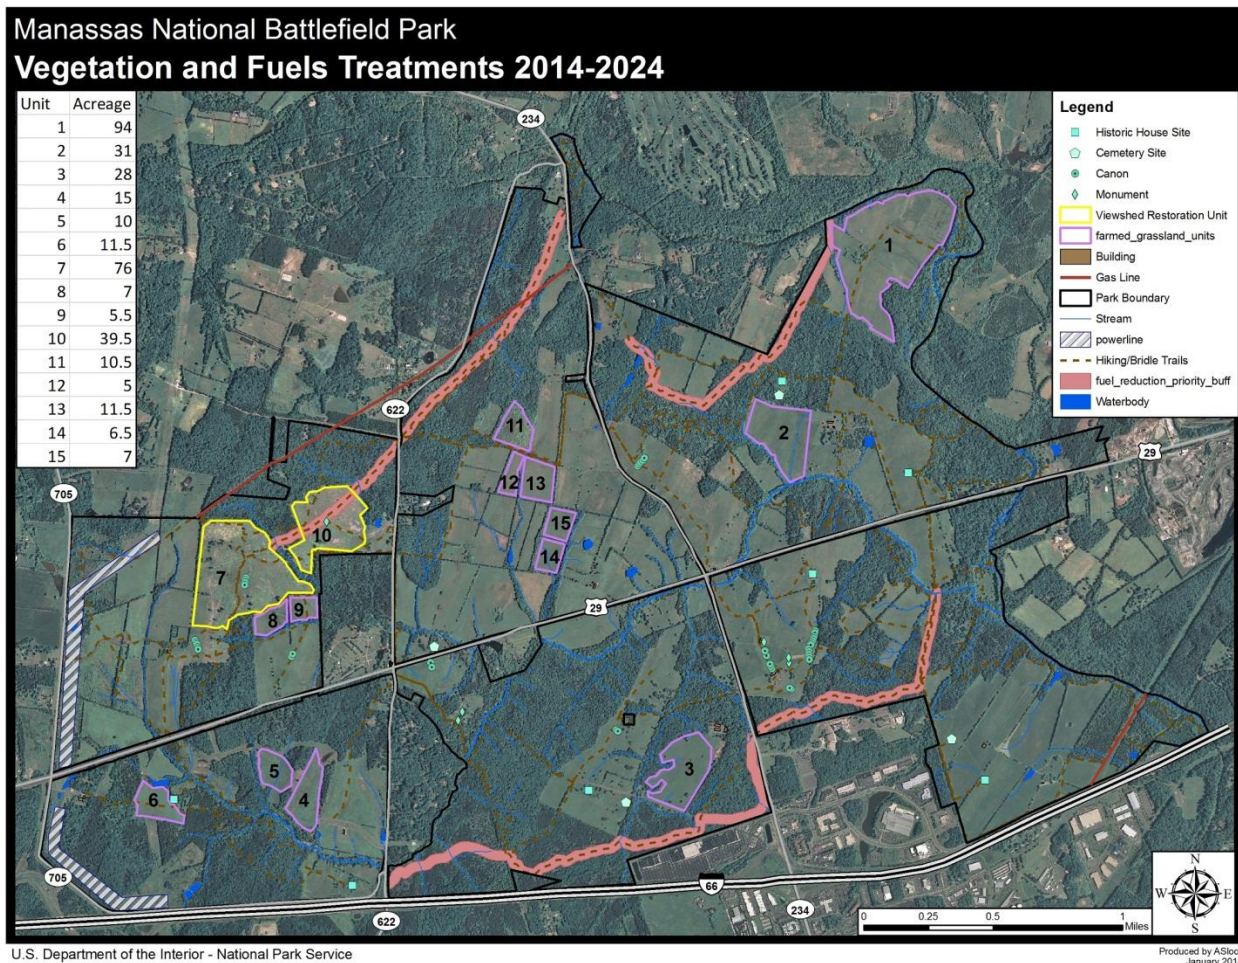 Manassas National Battlefield Park
Vegetation and Fuels Treatments 2014-2024
Unit Acreage
1 94
2 31
3 28
4 15
5 10
6 11.5
7 76
8 7
9 5.5
10 39.5
11 10.5
12 5
13 11.5
14 6.5
15 7
Legend
Historic House Site
Cemetery Site
Canon
Monument
Viewshed Restoration Unit
farmed_grassland_units
Building
Gas Line
Park Boundary
Stream
powerline
Hiking/Bridle Trails
fuel_reduction_priority_buff
Waterbody
234
1
622
11
2
29
12
13
705
15
10
14
7
29
9
8
3
5
4
6
705
66
622
234
N
W E
S
0 0.25 0.5 1
Miles
U.S. Department of the Interior - National Park Service
Produced by ASloc
January 201